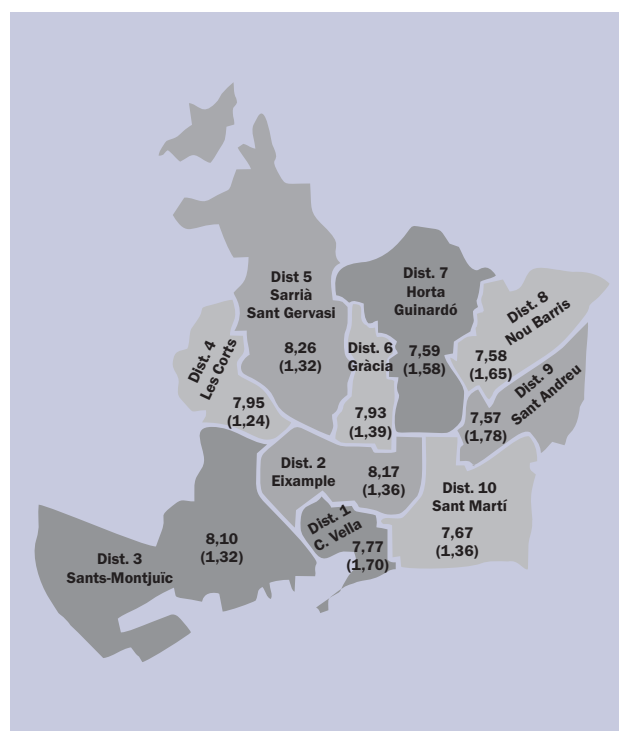 Dist 5
Sarrià
Sant Gervasi
8,26
(1,32)
Dist. 7
Horta
Guinardó
7,59
(1,58)
Dist. 8
Nou Barris
7,58
(1,65)
Dist. 4
Les Corts
7,95
(1,24)
Dist. 6
Gràcia
7,93
(1,39)
Dist. 9
Sant Andreu
7,57
(1,78)
Dist. 2
Eixample
8,17
(1,36)
Dist. 10
Sant Martí
7,67
(1,36)
Dist. 1
C. Vella
7,77
(1,70)
Dist. 3
Sants-Montjuïc
8,10
(1,32)